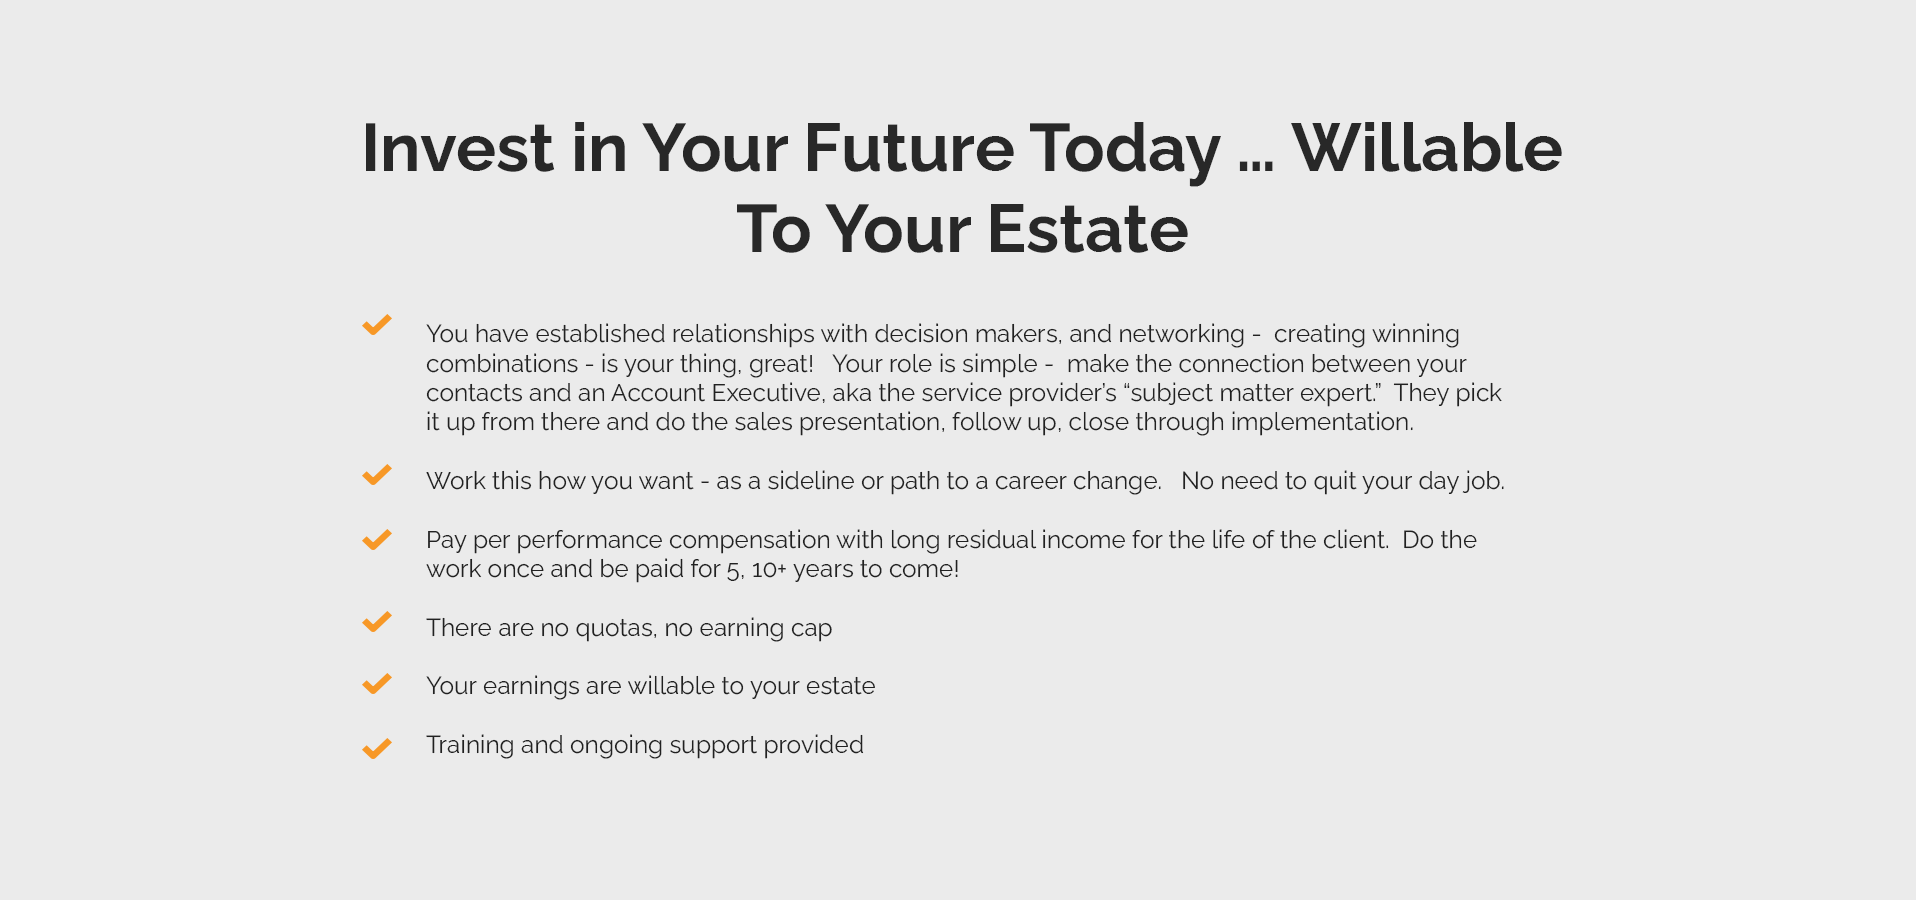 Invest in Your Future Today ... Willable
To Your Estate
You have established relationships with decision makers, and networking -  creating winning
combinations - is your thing, great!   Your role is simple -  make the connection between your
contacts and an Account Executive, aka the service provider’s “subject matter expert.”  They pick
it up from there and do the sales presentation, follow up, close through implementation.
Work this how you want - as a sideline or path to a career change.   No need to quit your day job.
Pay per performance compensation with long residual income for the life of the client.  Do the
work once and be paid for 5, 10+ years to come!
There are no quotas, no earning cap
Your earnings are willable to your estate
Training and ongoing support provided